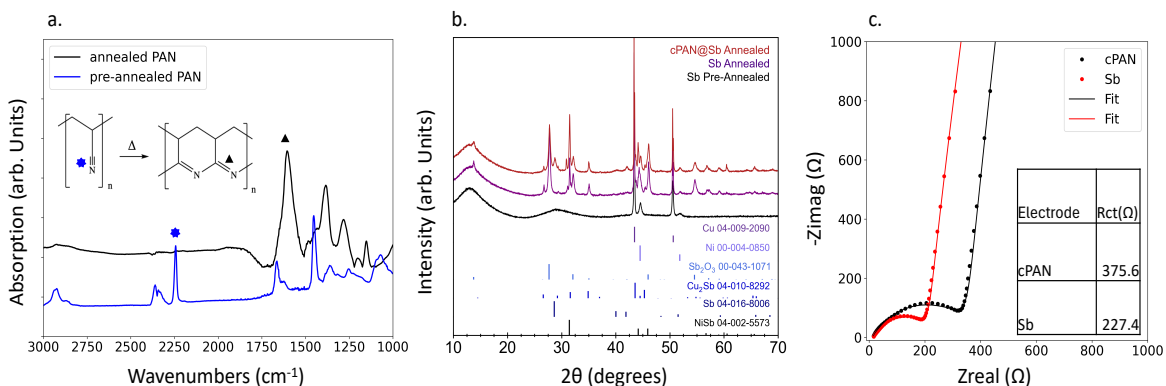 a.
annealed PAN
pre-annealed PAN
N
n
Δ
N
N
n
Absorption (arb. Units)
3000 2750 2500 2250 2000 1750 1500 1250 1000
Wavenumbers (cm⁻¹)
b.
cPAN@Sb Annealed
Sb Annealed
Sb Pre-Annealed
Cu 04-009-2090
Ni 00-004-0850
Sb₂O₃ 00-043-1071
Cu₂Sb 04-010-8292
Sb 04-016-8006
NiSb 04-002-5573
Intensity (arb. Units)
10 20 30 40 50 60 70
2θ (degrees)
c.
cPAN
Sb
Fit
Fit
Electrode Rct(Ω)
cPAN 375.6
Sb 227.4
-Zimag (Ω)
1000
800
600
400
200
0
0 200 400 600 800 1000
Zreal (Ω)